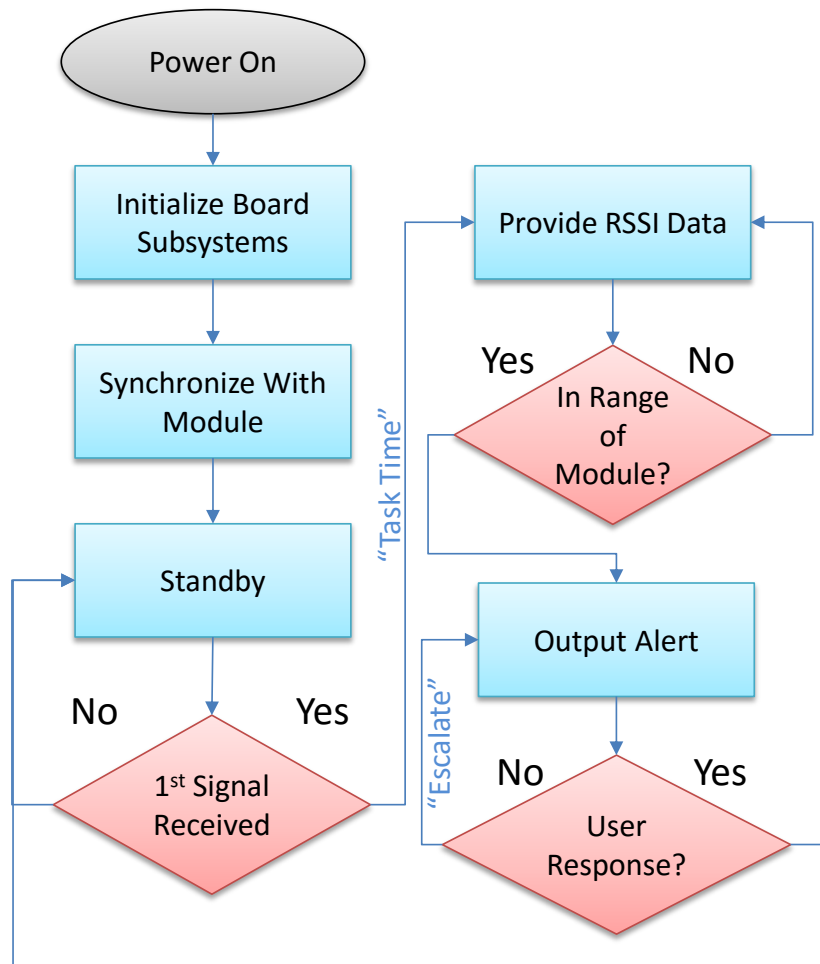 Power On
Initialize Board
Subsystems
Synchronize With
Module
Standby
No
Yes
1st Signal
Received
“Task Time”
Provide RSSI Data
Yes
No
In Range
of
Module?
Output Alert
“Escalate”
No
Yes
User
Response?